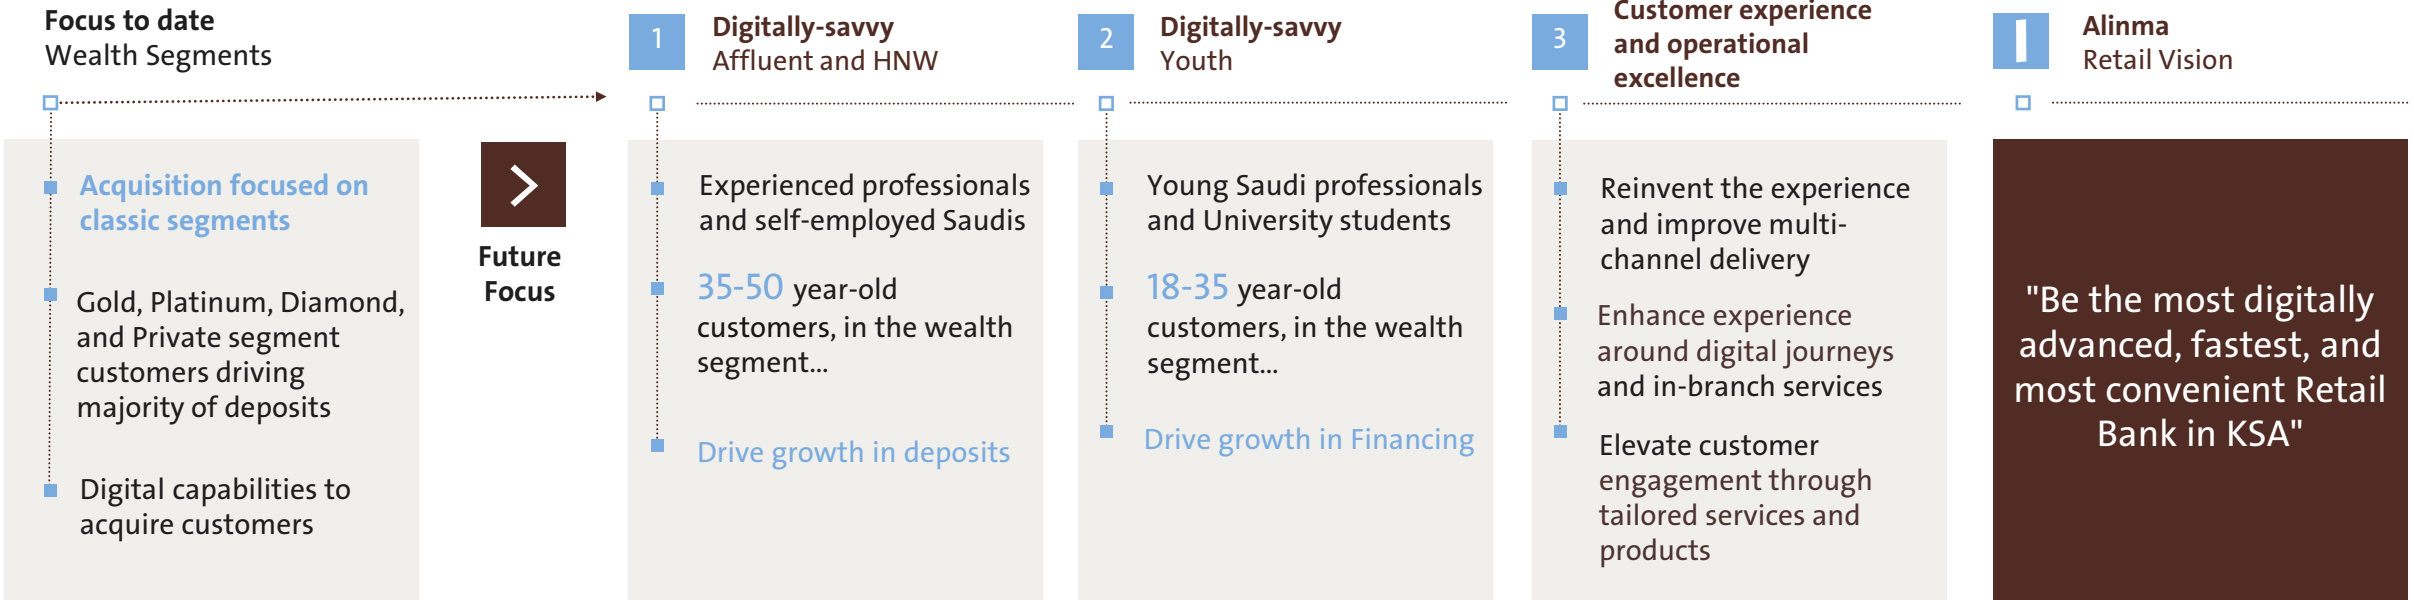 Focus to date
Wealth Segments
Acquisition focused on
classic segments
Gold, Platinum, Diamond,
and Private segment
customers driving
majority of deposits
Digital capabilities to
acquire customers
Future
Focus
1
Digitally-savvy
Affluent and HNW
Experienced professionals
and self-employed Saudis
35-50 year-old
customers, in the wealth
segment...
Drive growth in deposits
2
Digitally-savvy
Youth
Young Saudi professionals
and University students
18-35 year-old
customers, in the wealth
segment...
Drive growth in Financing
3
Customer experience
and operational
excellence
Reinvent the experience
and improve multi-
channel delivery
Enhance experience
around digital journeys
and in-branch services
Elevate customer
engagement through
tailored services and
products
Alinma
Retail Vision
"Be the most digitally
advanced, fastest, and
most convenient Retail
Bank in KSA"